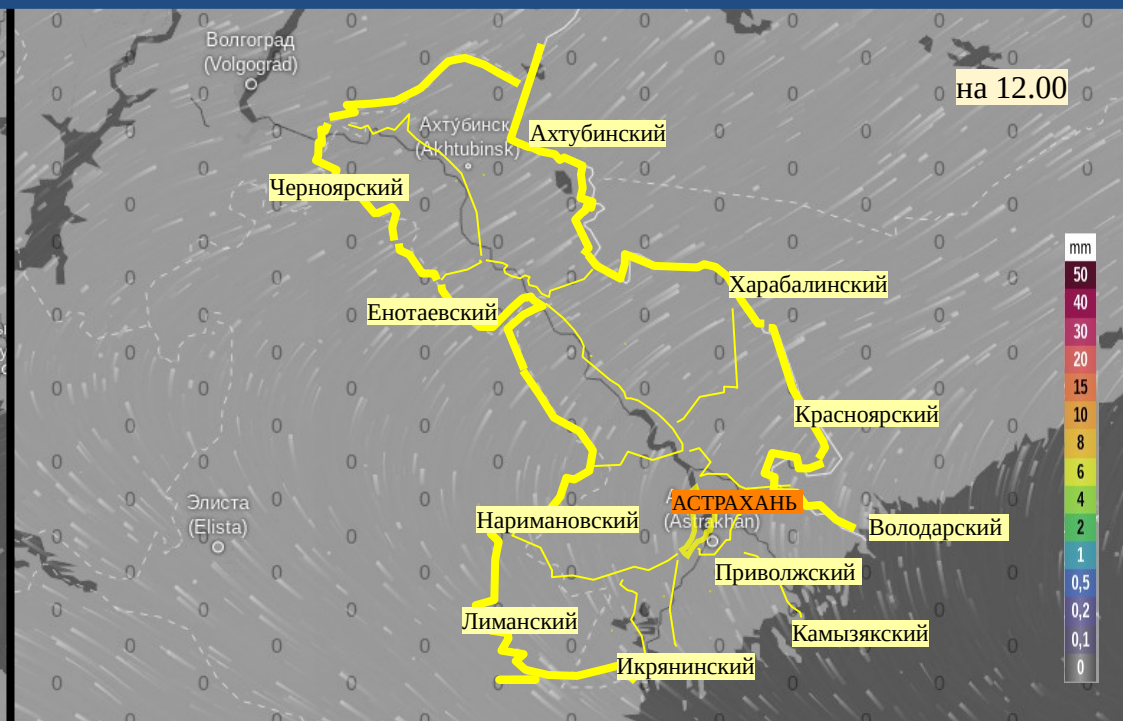 Волгоград
(Volgograd)
на 12.00
Ахту́бинск
(Akhtubinsk)
Ахтубинский
Черноярский
Харабалинский
Енотаевский
Красноярский
Элиста
(Elista)
АСТРАХАНЬ
(Astrakhan)
Наримановский
Володарский
Приволжский
Лиманский
Камызякский
Икрянинский
mm
50
40
30
20
15
10
8
6
4
2
1
0,5
0,2
0,1
0